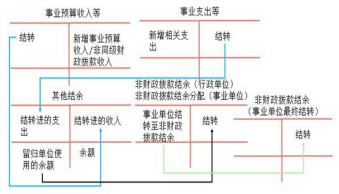 事业预算收入等
事业支出等
结转
新增事业预算
收入/非同级财
政拨款收入
新增相关支
出
结转
其他结余
非财政拨款结余（行政单位）
非财政拨款结余分配（事业单位）
非财政拨款结余
（事业单位最终结转）
结转进的支
出
结转进的收入
事业单位结
转至非财政
拨款结余
结转
结转
留归单位使
用的余额
余额